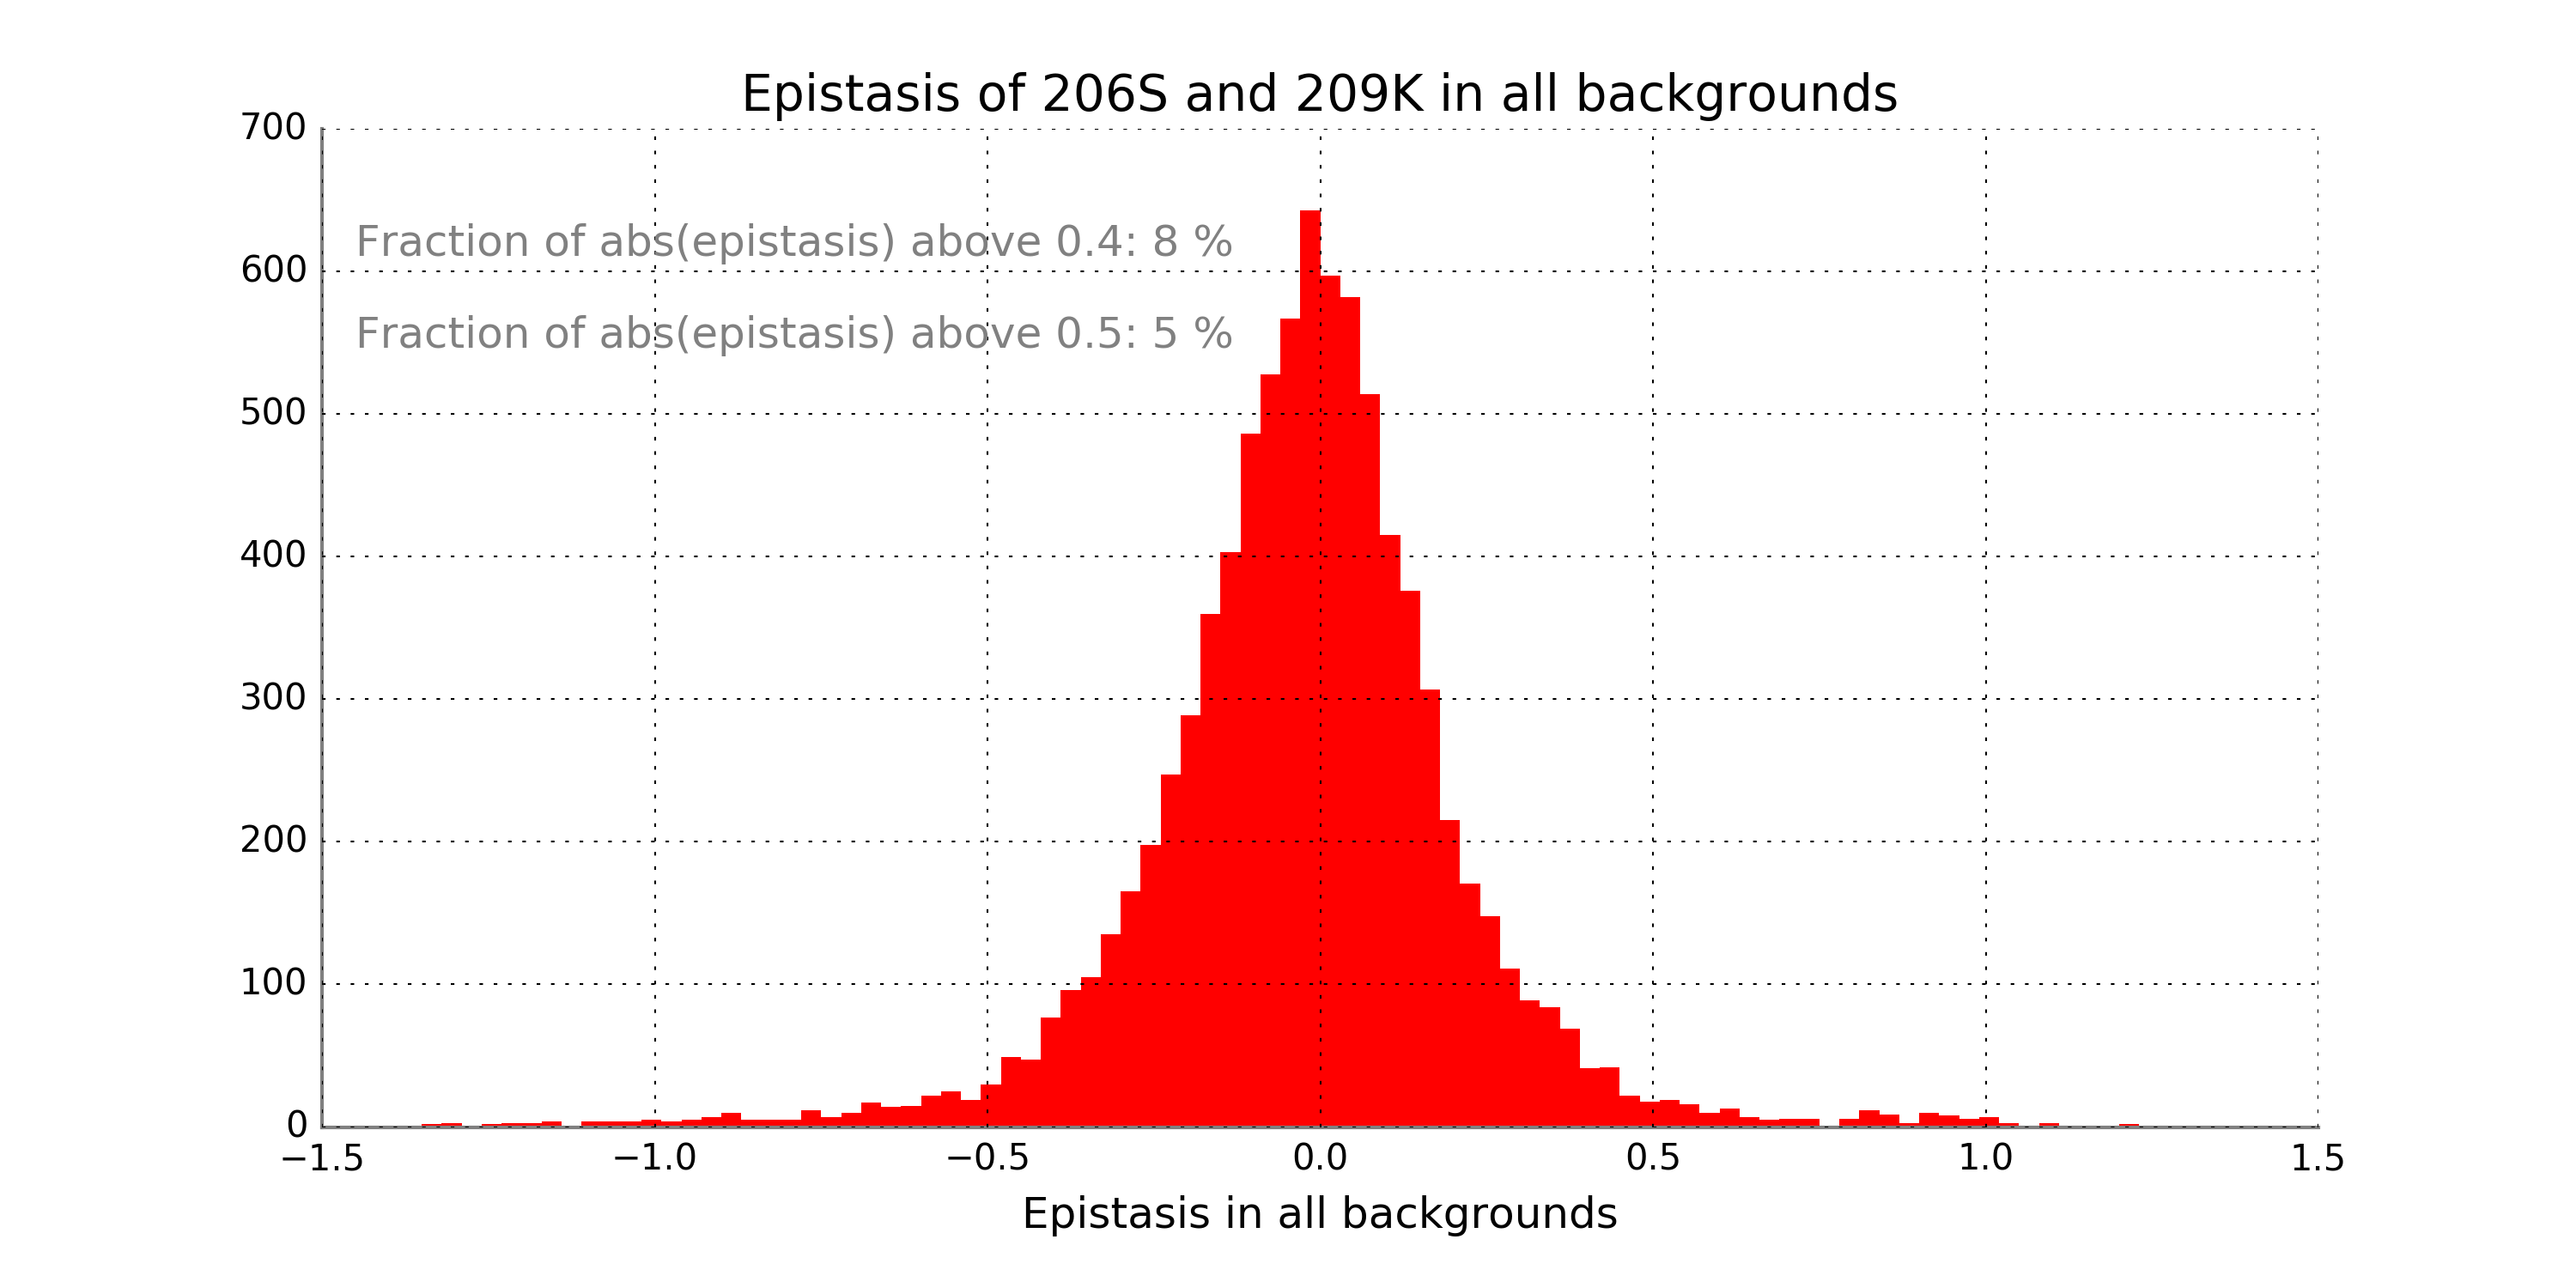 Epistasis of 206S and 209K in all backgrounds
700
600
500
400
300
200
100
0
Fraction of abs(epistasis) above 0.4: 8 %
Fraction of abs(epistasis) above 0.5: 5 %
−1.5 −1.0 −0.5 0.0 0.5 1.0 1.5
Epistasis in all backgrounds